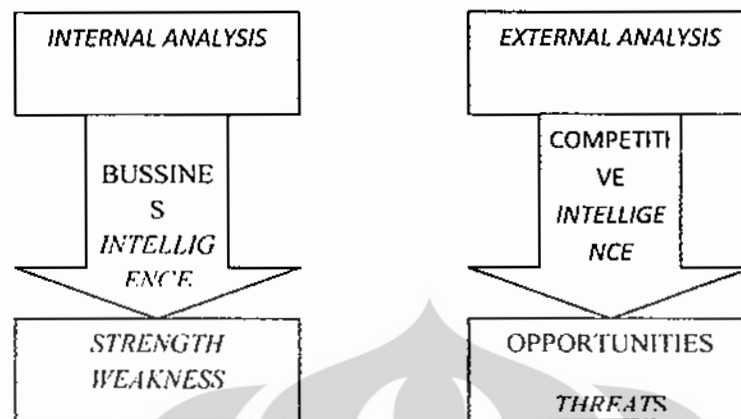 INTERNAL ANALYSIS
BUSSINE
S
INTELLIG
ENCE
STRENGTH
WEAKNESS
EXTERNAL ANALYSIS
COMPETITI
VE
INTELLIGE
NCE
OPPORTUNITIES
THREATS